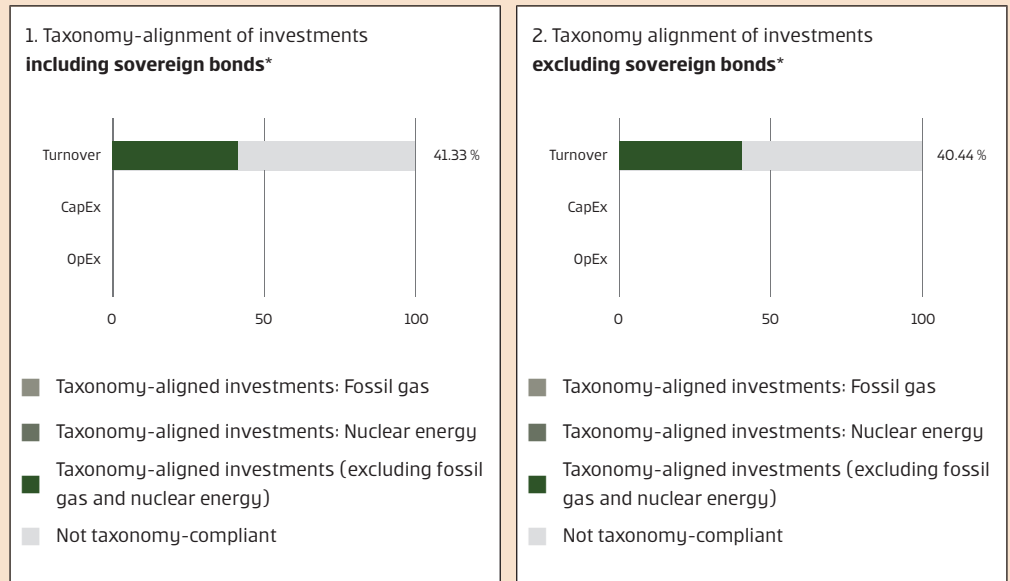 1. Taxonomy-alignment of investments
including sovereign bonds*
Turnover
41.33 %
CapEx
OpEx
0
50
100
Taxonomy-aligned investments: Fossil gas
Taxonomy-aligned investments: Nuclear energy
Taxonomy-aligned investments (excluding fossil
gas and nuclear energy)
Not taxonomy-compliant
2. Taxonomy alignment of investments
excluding sovereign bonds*
Turnover
40.44 %
CapEx
OpEx
0
50
100
Taxonomy-aligned investments: Fossil gas
Taxonomy-aligned investments: Nuclear energy
Taxonomy-aligned investments (excluding fossil
gas and nuclear energy)
Not taxonomy-compliant